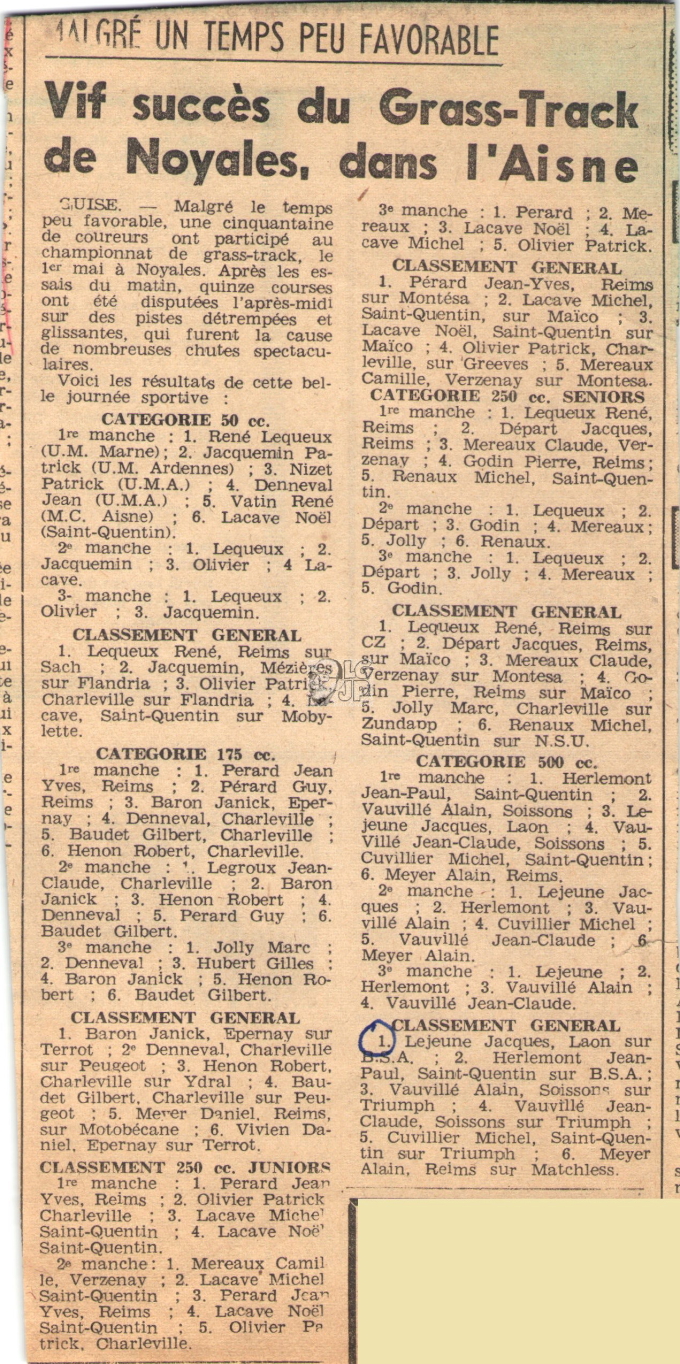 MALGRÉ UN TEMPS PEU FAVORABLE
Vif succès du Grass-Track
de Noyales, dans l'Aisne
GUISE. — Malgré le temps
peu favorable, une cinquantaine
de coureurs ont participé au
championnat de grass-track, le
1er mai à Noyales. Après les es-
sais du matin, quinze courses
ont été disputées l'après-midi
sur des pistes détrempées et
glissantes, qui furent la cause
de nombreuses chutes spectacu-
laires.
Voici les résultats de cette bel-
le journée sportive :
CATEGORIE 50 cc.
1re manche : 1. René Lequeux
(U.M. Marne); 2. Jacquemin Pa-
trick (U.M. Ardennes) ; 3. Nizet
Patrick (U.M.A.) ; 4. Denneval
Jean (U.M.A.) ; 5. Vatin René
(M.C. Aisne) ; 6. Lacave Noël
(Saint-Quentin).
2e manche : 1. Lequeux ; 2.
Jacquemin ; 3. Olivier ; 4 La-
cave.
3- manche : 1. Lequeux ; 2.
Olivier ; 3. Jacquemin.
CLASSEMENT GENERAL
1. Lequeux René, Reims sur
Sach ; 2. Jacquemin, Mézières
sur Flandria ; 3. Olivier Patri
Charleville sur Flandria ; 4. La-
cave, Saint-Quentin sur Moby-
lette.
CATEGORIE 175 cc.
1re manche : 1. Perard Jean
Yves, Reims ; 2. Pérard Guy,
Reims ; 3. Baron Janick, Eper-
nay ; 4. Denneval, Charleville ;
5. Baudet Gilbert, Charleville ;
6. Henon Robert, Charleville.
2e manche : 1. Legroux Jean-
Claude, Charleville ; 2. Baron
Janick ; 3. Henon Robert ; 4.
Denneval ; 5. Perard Guy ; 6.
Baudet Gilbert.
3e manche : 1. Jolly Marc ;
2. Denneval ; 3. Hubert Gilles ;
4. Baron Janick ; 5. Henon Ro-
bert ; 6. Baudet Gilbert.
CLASSEMENT GENERAL
1. Baron Janick, Epernay sur
Terrot ; 2e Denneval, Charleville
sur Peugeot ; 3. Henon Robert,
Charleville sur Ydral ; 4. Bau-
det Gilbert, Charleville sur Peu-
geot ; 5. Meyer Daniel, Reims,
sur Motobécane ; 6. Vivien Da-
niel, Epernay sur Terrot.
CLASSEMENT 250 cc. JUNIORS
1re manche : 1. Perard Jean
Yves, Reims ; 2. Olivier Patrick
Charleville ; 3. Lacave Michel
Saint-Quentin ; 4. Lacave Noël
Saint-Quentin.
2e manche : 1. Mereaux Camil
le, Verzenay ; 2. Lacave Michel
Saint-Quentin ; 3. Perard Jean
Yves, Reims ; 4. Lacave Noël
Saint-Quentin ; 5. Olivier Pa
trick, Charleville.
3e manche : 1. Perard ; 2. Me-
reaux ; 3. Lacave Noël ; 4. La-
cave Michel ; 5. Olivier Patrick.
CLASSEMENT GENERAL
1. Pérard Jean-Yves, Reims
sur Montésa ; 2. Lacave Michel,
Saint-Quentin, sur Maïco ; 3.
Lacave Noël, Saint-Quentin sur
Maïco ; 4. Olivier Patrick, Char-
leville, sur Greeves ; 5. Mereaux
Camille, Verzenay sur Montesa.
CATEGORIE 250 cc. SENIORS
1re manche : 1. Lequeux René,
Reims ; 2. Départ Jacques,
Reims ; 3. Mereaux Claude, Ver-
zenay ; 4. Godin Pierre, Reims ;
5. Renaux Michel, Saint-Quen-
tin.
2e manche : 1. Lequeux ; 2.
Départ ; 3. Godin ; 4. Mereaux ;
5. Jolly ; 6. Renaux.
3e manche : 1. Lequeux ; 2.
Départ ; 3. Jolly ; 4. Mereaux ;
5. Godin.
CLASSEMENT GENERAL
1. Lequeux René, Reims sur
CZ ; 2. Départ Jacques, Reims,
sur Maïco ; 3. Mereaux Claude,
Verzenay sur Montesa ; 4. Go-
din Pierre, Reims sur Maïco ;
5. Jolly Marc, Charleville sur
Zundapp ; 6. Renaux Michel,
Saint-Quentin sur N.S.U.
CATEGORIE 500 cc.
1re manche : 1. Herlemont
Jean-Paul, Saint-Quentin ; 2.
Vauvillé Alain, Soissons ; 3. Le-
jeune Jacques, Laon ; 4. Vau-
Villé Jean-Claude, Soissons ; 5.
Cuvillier Michel, Saint-Quentin ;
6. Meyer Alain, Reims.
2e manche : 1. Lejeune Jac-
ques ; 2. Herlemont ; 3. Vau-
villé Alain ; 4. Cuvillier Michel ;
5. Vauvillé Jean-Claude ; 6
Meyer Alain.
3e manche : 1. Lejeune ; 2.
Herlemont ; 3. Vauvillé Alain ;
4. Vauvillé Jean-Claude.
CLASSEMENT GENERAL
1. Lejeune Jacques, Laon sur
B.S.A. ; 2. Herlemont Jean-
Paul, Saint-Quentin sur B.S.A. ;
3. Vauvillé Alain, Soissons sur
Triumph ; 4. Vauvillé Jean-
Claude, Soissons sur Triumph ;
5. Cuvillier Michel, Saint-Quen-
tin sur Triumph ; 6. Meyer
Alain, Reims sur Matchless.